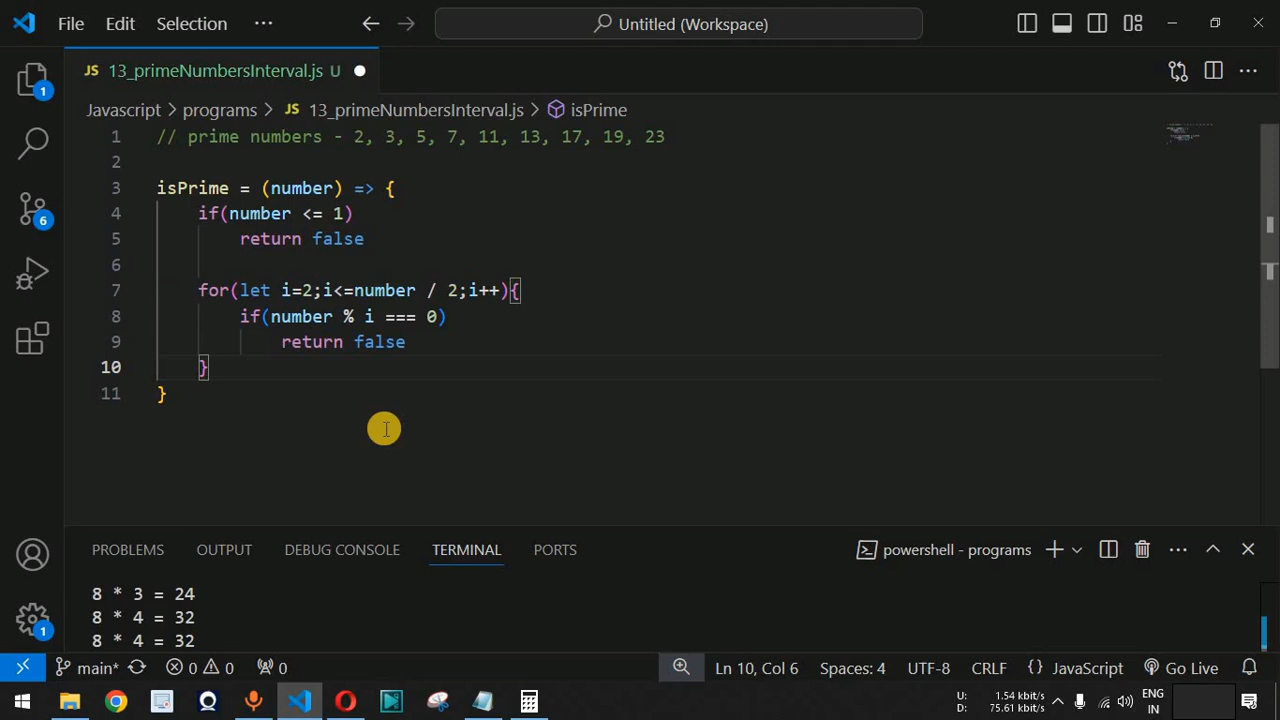 File Edit Selection ··· Untitled (Workspace)
JS 13_primeNumbersInterval.js U
Javascript > programs > JS 13_primeNumbersInterval.js > isPrime
1 // prime numbers - 2, 3, 5, 7, 11, 13, 17, 19, 23
2
3 isPrime = (number) => {
4 if(number <= 1)
5 return false
6
7 for(let i=2;i<=number / 2;i++){
8 if(number % i === 0)
9 return false
10 }
11 }
1
6
1
PROBLEMS OUTPUT DEBUG CONSOLE TERMINAL PORTS powershell - programs
8 * 3 = 24
8 * 4 = 32
8 * 4 = 32
main* 0 0 0 Ln 10, Col 6 Spaces: 4 UTF-8 CRLF {} JavaScript Go Live
U: 1.54 kbit/s
D: 75.61 kbit/s
ENG
IN